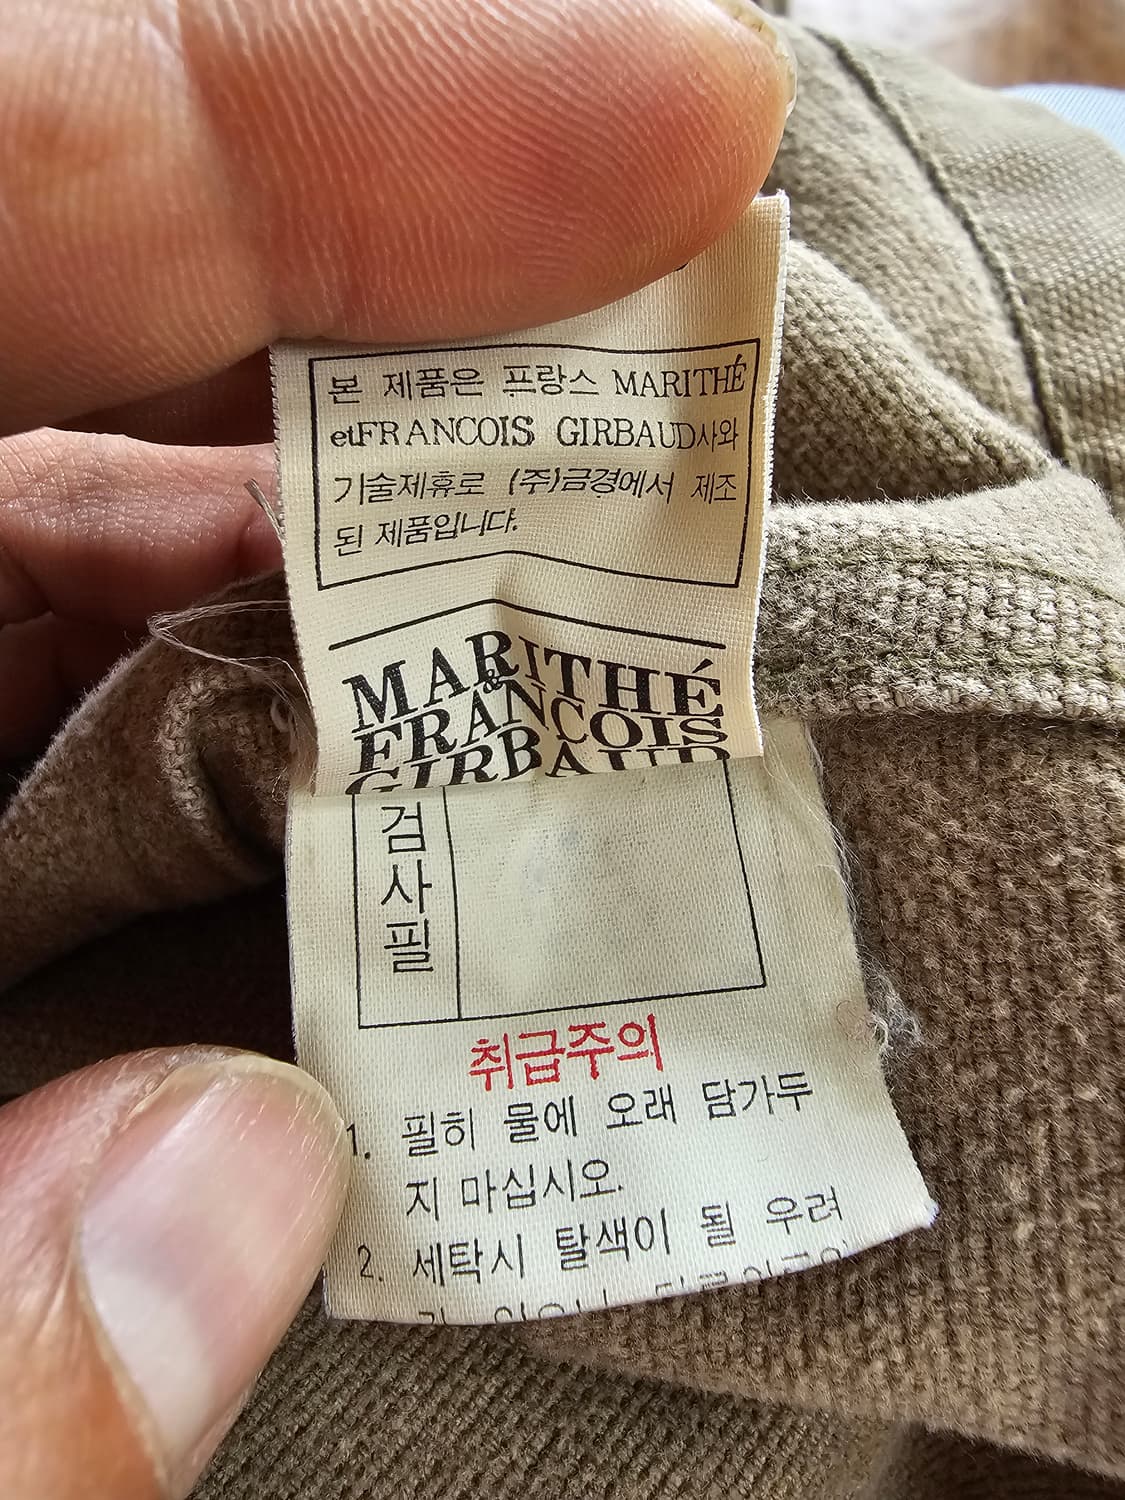 본 제품은 프랑스 MARITHÉ
etFRANCOIS GIRBAUD사와
기술제휴로 (주)금경에서 제조
된 제품입니다.
MARITHÉ
&
FRANCOIS
GIRBAUD
검사필
취급주의
1. 필히 물에 오래 담가두
지 마십시오.
2. 세탁시 탈색이 될 우려